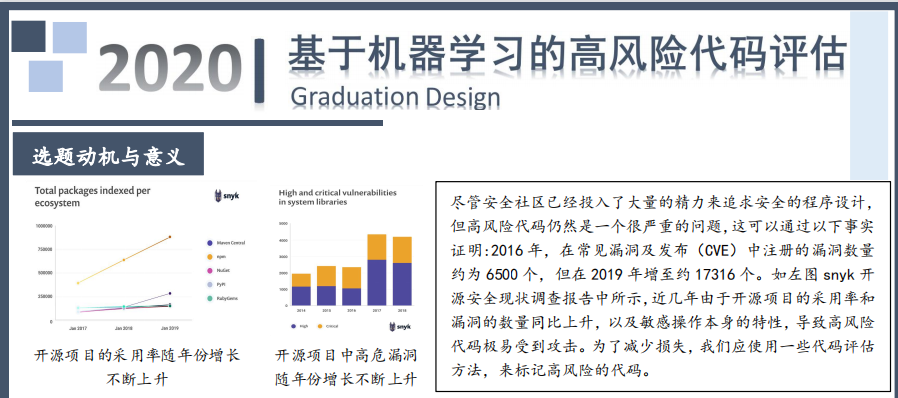 2020
基于机器学习的高风险代码评估
Graduation Design
选题动机与意义
Total packages indexed per
ecosystem
snyk
1000000
750000
500000
250000
0
Jan 2017
Jan 2018
Jan 2019
Maven Central
npm
NuGet
PyPI
RubyGems
开源项目的采用率随年份增长
不断上升
High and critical vulnerabilities
in system libraries
5000
4000
3000
2000
1000
0
2014
2015
2016
2017
2018
High
Critical
snyk
开源项目中高危漏洞
随年份增长不断上升
尽管安全社区已经投入了大量的精力来追求安全的程序设计，
但高风险代码仍然是一个很严重的问题,这可以通过以下事实
证明:2016 年，在常见漏洞及发布（CVE）中注册的漏洞数量
约为 6500 个，但在 2019 年增至约 17316 个。如左图 snyk 开
源安全现状调查报告中所示,近几年由于开源项目的采用率和
漏洞的数量同比上升，以及敏感操作本身的特性，导致高风险
代码极易受到攻击。为了减少损失，我们应使用一些代码评估
方法，来标记高风险的代码。